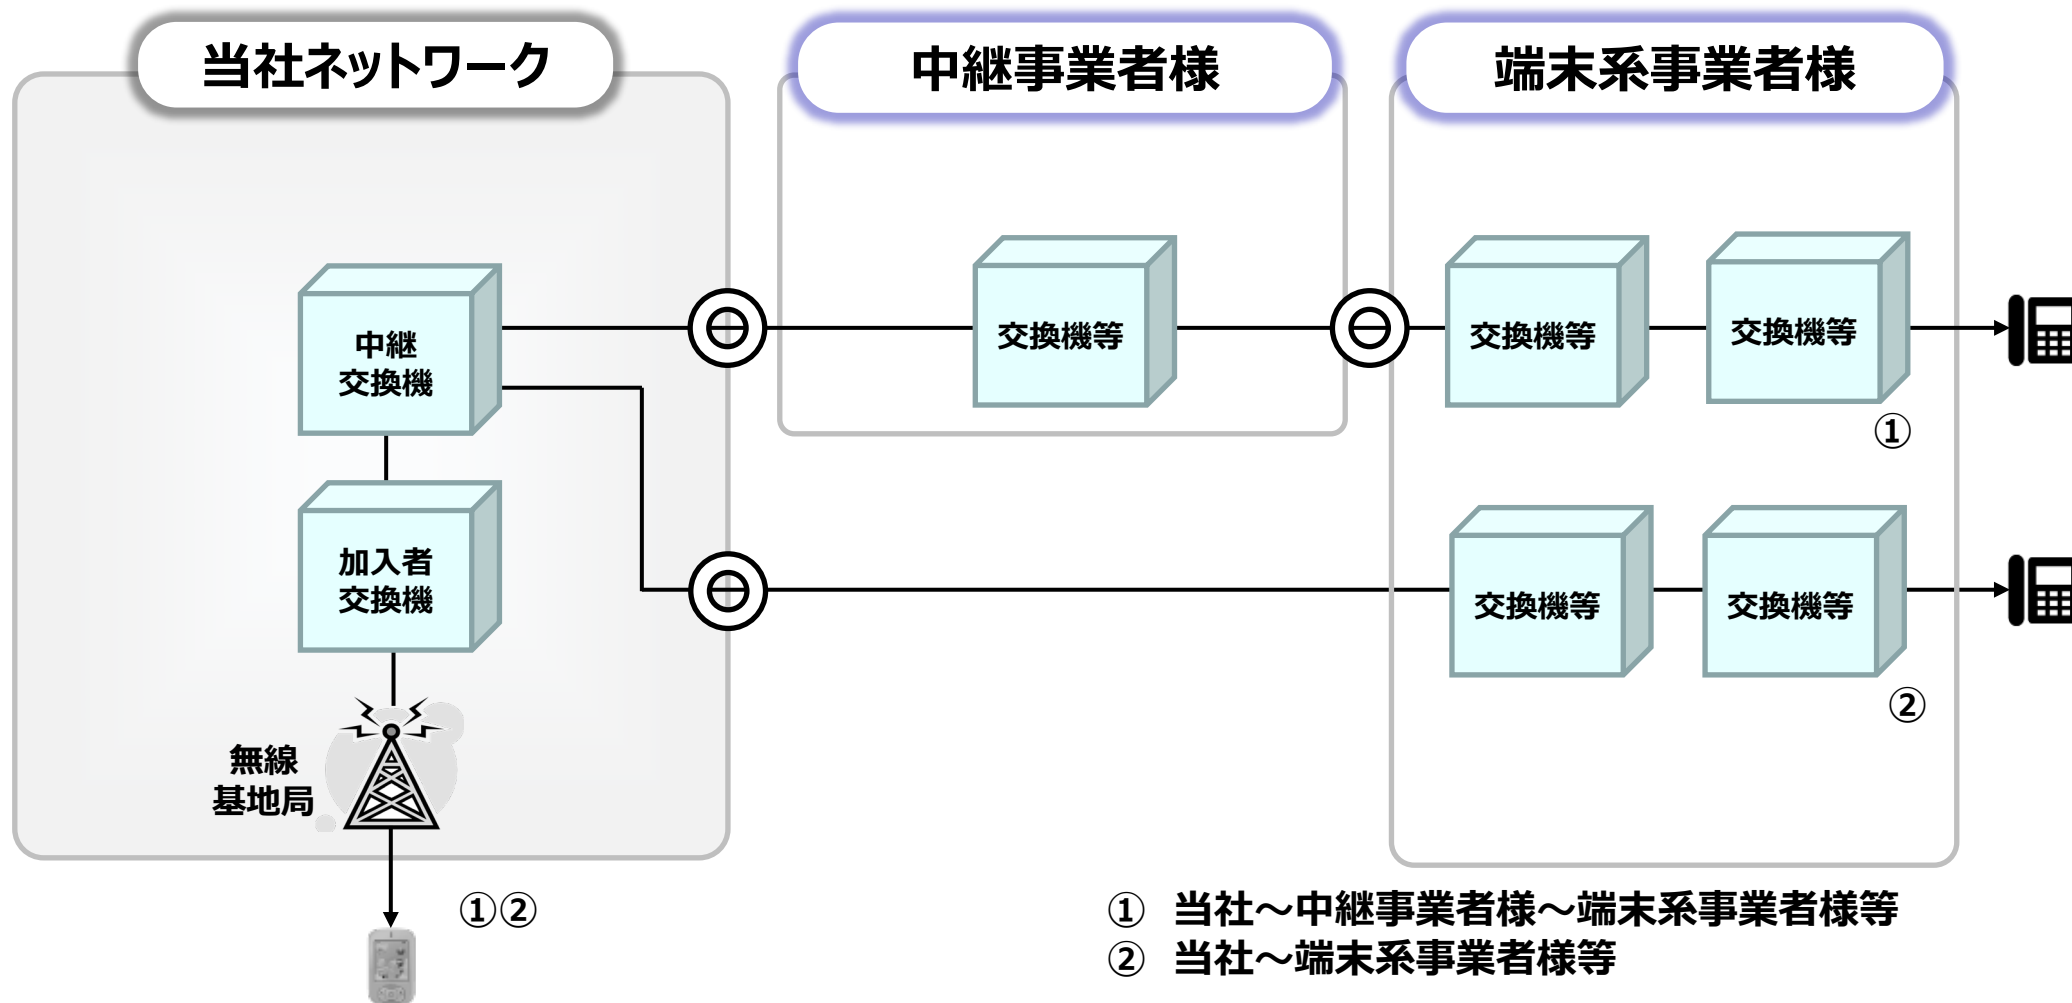 当社ネットワーク
中継事業者様
端末系事業者様
中継
交換機
交換機等
交換機等
交換機等
①
加入者
交換機
交換機等
交換機等
②
無線
基地局
①②
① 当社～中継事業者様～端末系事業者様等
② 当社～端末系事業者様等